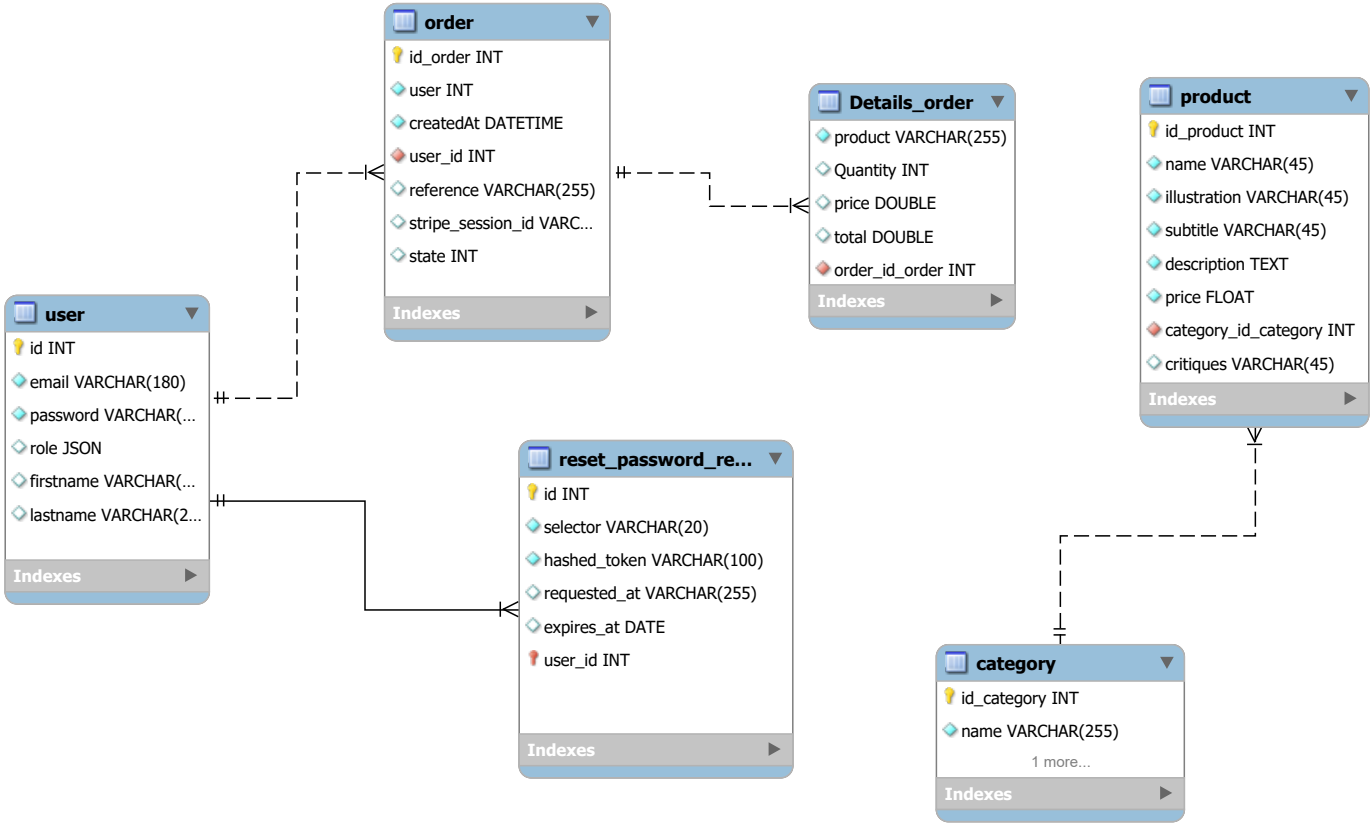 order
id_order INT
user INT
createdAt DATETIME
user_id INT
reference VARCHAR(255)
stripe_session_id VARC...
state INT
Indexes
Details_order
product VARCHAR(255)
Quantity INT
price DOUBLE
total DOUBLE
order_id_order INT
Indexes
product
id_product INT
name VARCHAR(45)
illustration VARCHAR(45)
subtitle VARCHAR(45)
description TEXT
price FLOAT
category_id_category INT
critiques VARCHAR(45)
Indexes
user
id INT
email VARCHAR(180)
password VARCHAR(...
role JSON
firstname VARCHAR(...
lastname VARCHAR(2...
Indexes
reset_password_re...
id INT
selector VARCHAR(20)
hashed_token VARCHAR(100)
requested_at VARCHAR(255)
expires_at DATE
user_id INT
Indexes
category
id_category INT
name VARCHAR(255)
1 more...
Indexes